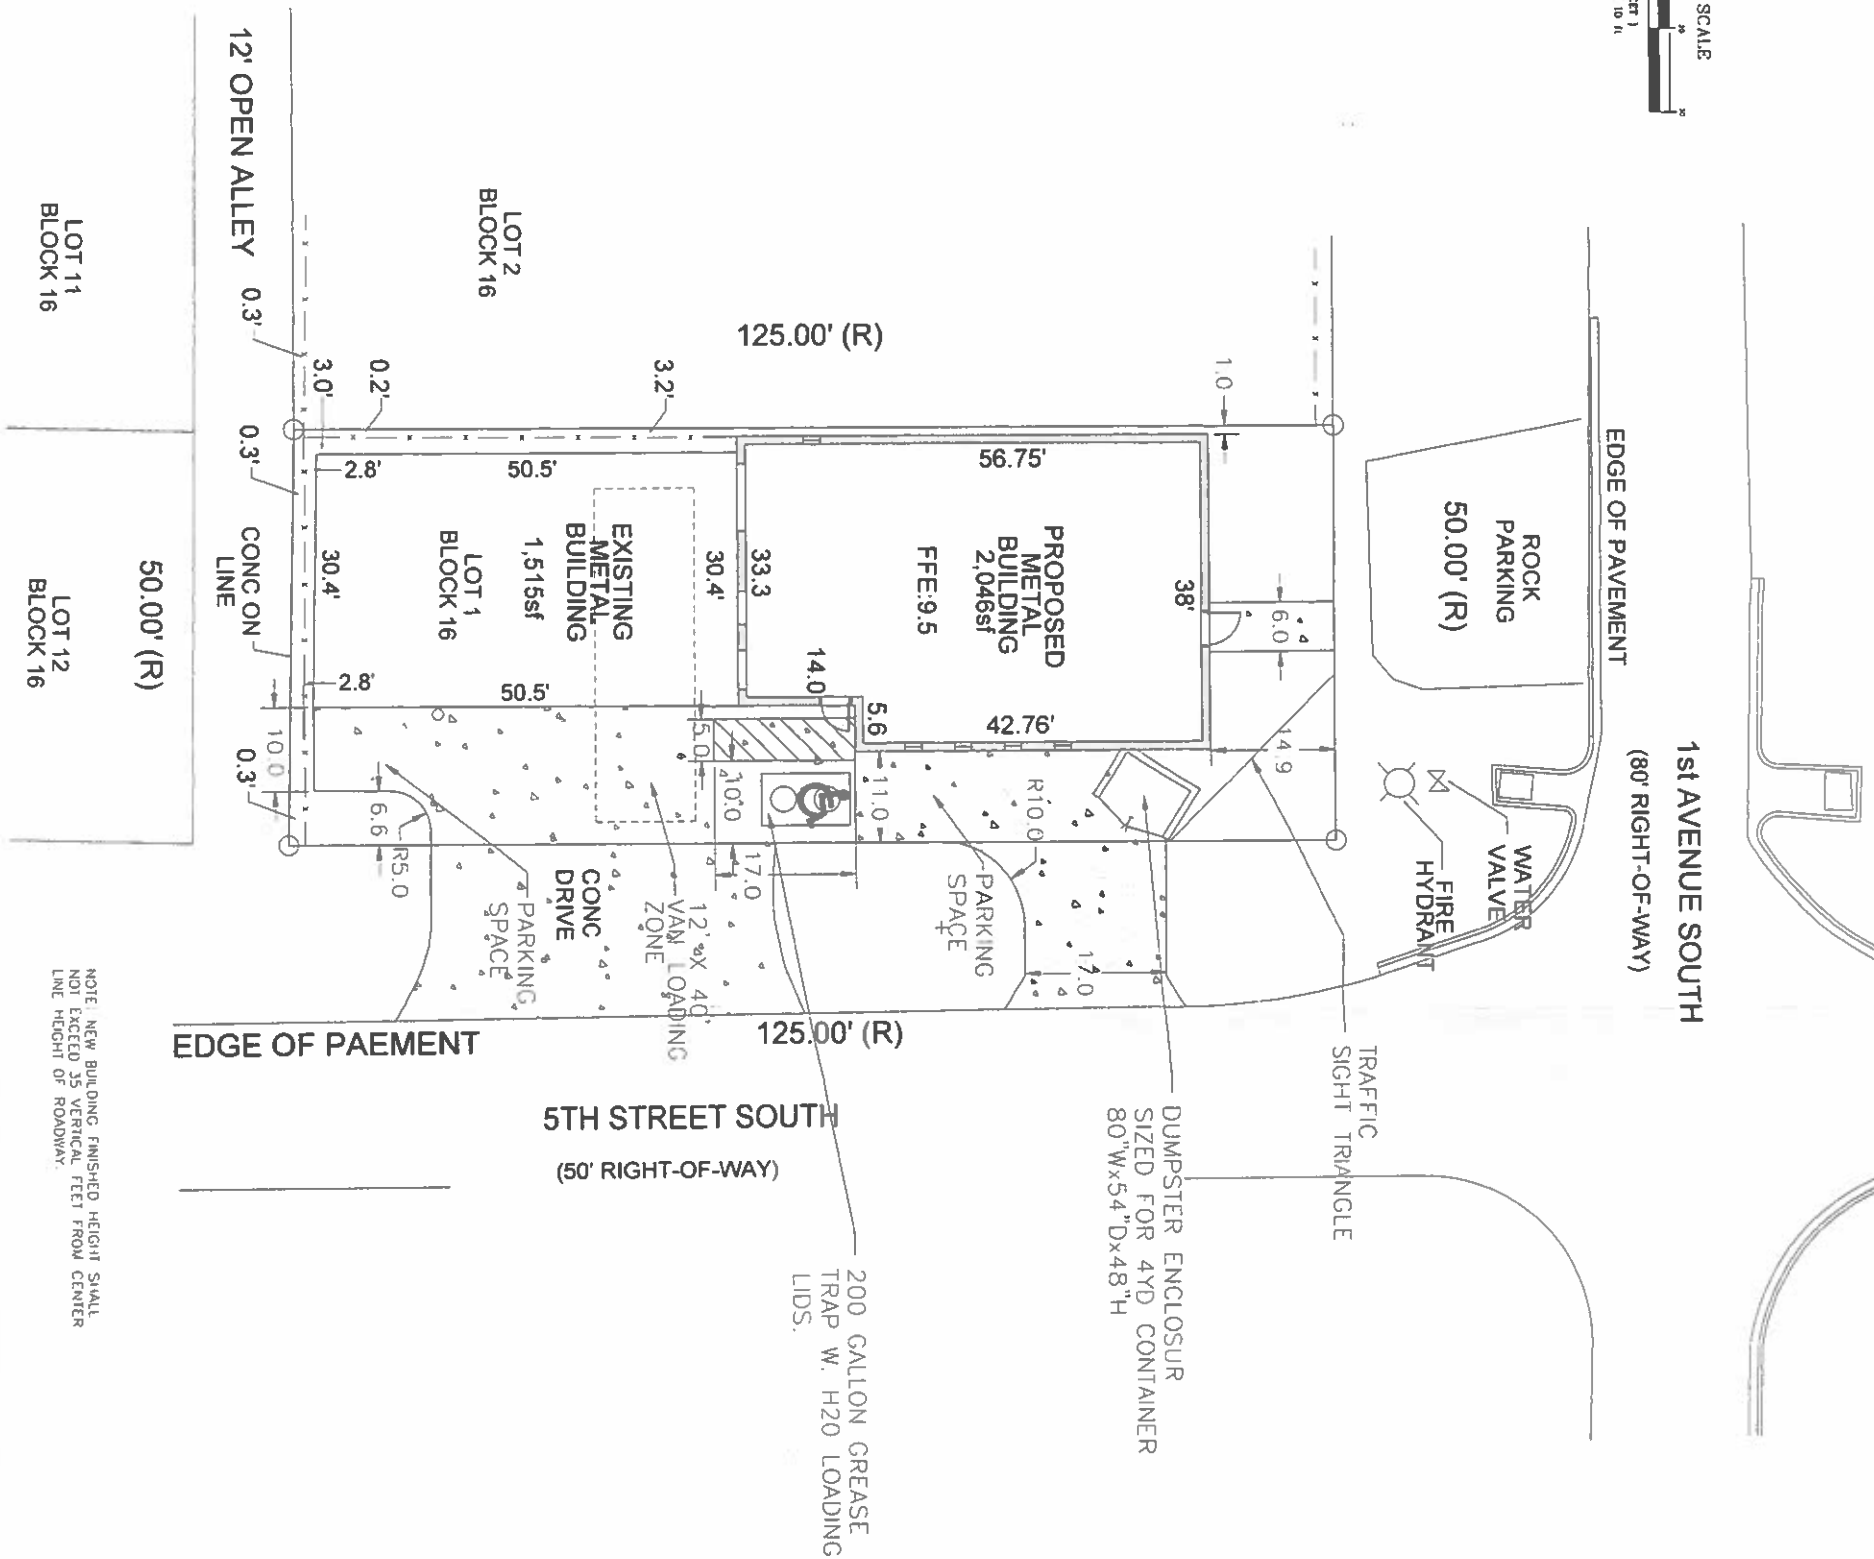 SCALE
20
30
10 ft.
1st AVENUE SOUTH
(80' RIGHT-OF-WAY)
EDGE OF PAVEMENT
ROCK
PARKING
50.00' (R)
WATER
VALVE
FIRE
HYDRANT
TRAFFIC
SIGHT TRIANGLE
DUMPSTER ENCLOSUR
SIZED FOR 4YD CONTAINER
80"Wx54"Dx48"H
1.0
6.0
14.9
38'
56.75'
PROPOSED
METAL
BUILDING
2,046sf
FFE:9.5
42.76'
5.6
14.0
33.3
11.0
R10.0
17.0
PARKING
SPACE
125.00' (R)
LOT 2
BLOCK 16
3.2'
0.2'
3.0'
30.4'
50.5'
2.8'
EXISTING
METAL
BUILDING
1,515sf
LOT 1
BLOCK 16
30.4'
50.5'
2.8'
5.0
10.0
17.0
12' X 40'
VAN LOADING
ZONE
CONC
DRIVE
PARKING
SPACE
R5.0
6.6
10.0
0.3'
12' OPEN ALLEY
0.3'
0.3'
CONC ON
LINE
50.00' (R)
LOT 11
BLOCK 16
LOT 12
BLOCK 16
EDGE OF PAEMENT
125.00' (R)
5TH STREET SOUTH
(50' RIGHT-OF-WAY)
200 GALLON GREASE
TRAP W. H20 LOADING
LIDS.
NOTE: NEW BUILDING FINISHED HEIGHT SHALL
NOT EXCEED 35 VERTICAL FEET FROM CENTER
LINE HEIGHT OF ROADWAY.